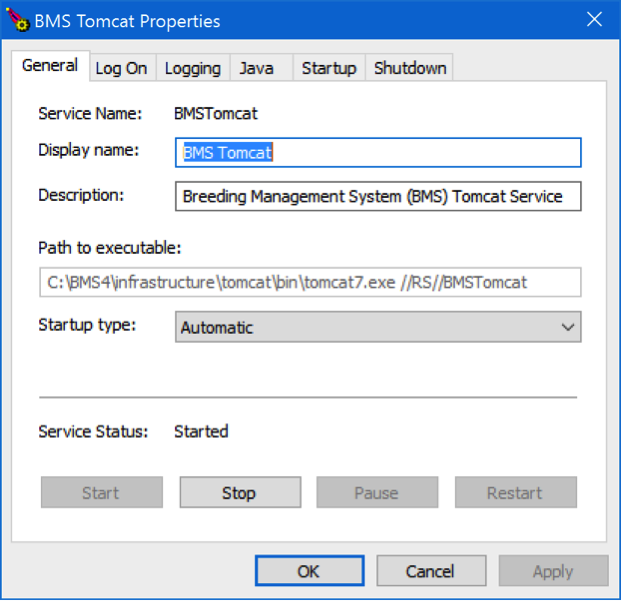 BMS Tomcat Properties
General Log On Logging Java Startup Shutdown
Service Name: BMSTomcat
Display name: BMS Tomcat
Description: Breeding Management System (BMS) Tomcat Service
Path to executable:
C:\BMS4\infrastructure\tomcat\bin\tomcat7.exe //RS//BMSTomcat
Startup type: Automatic
Service Status: Started
Start Stop Pause Restart
OK Cancel Apply